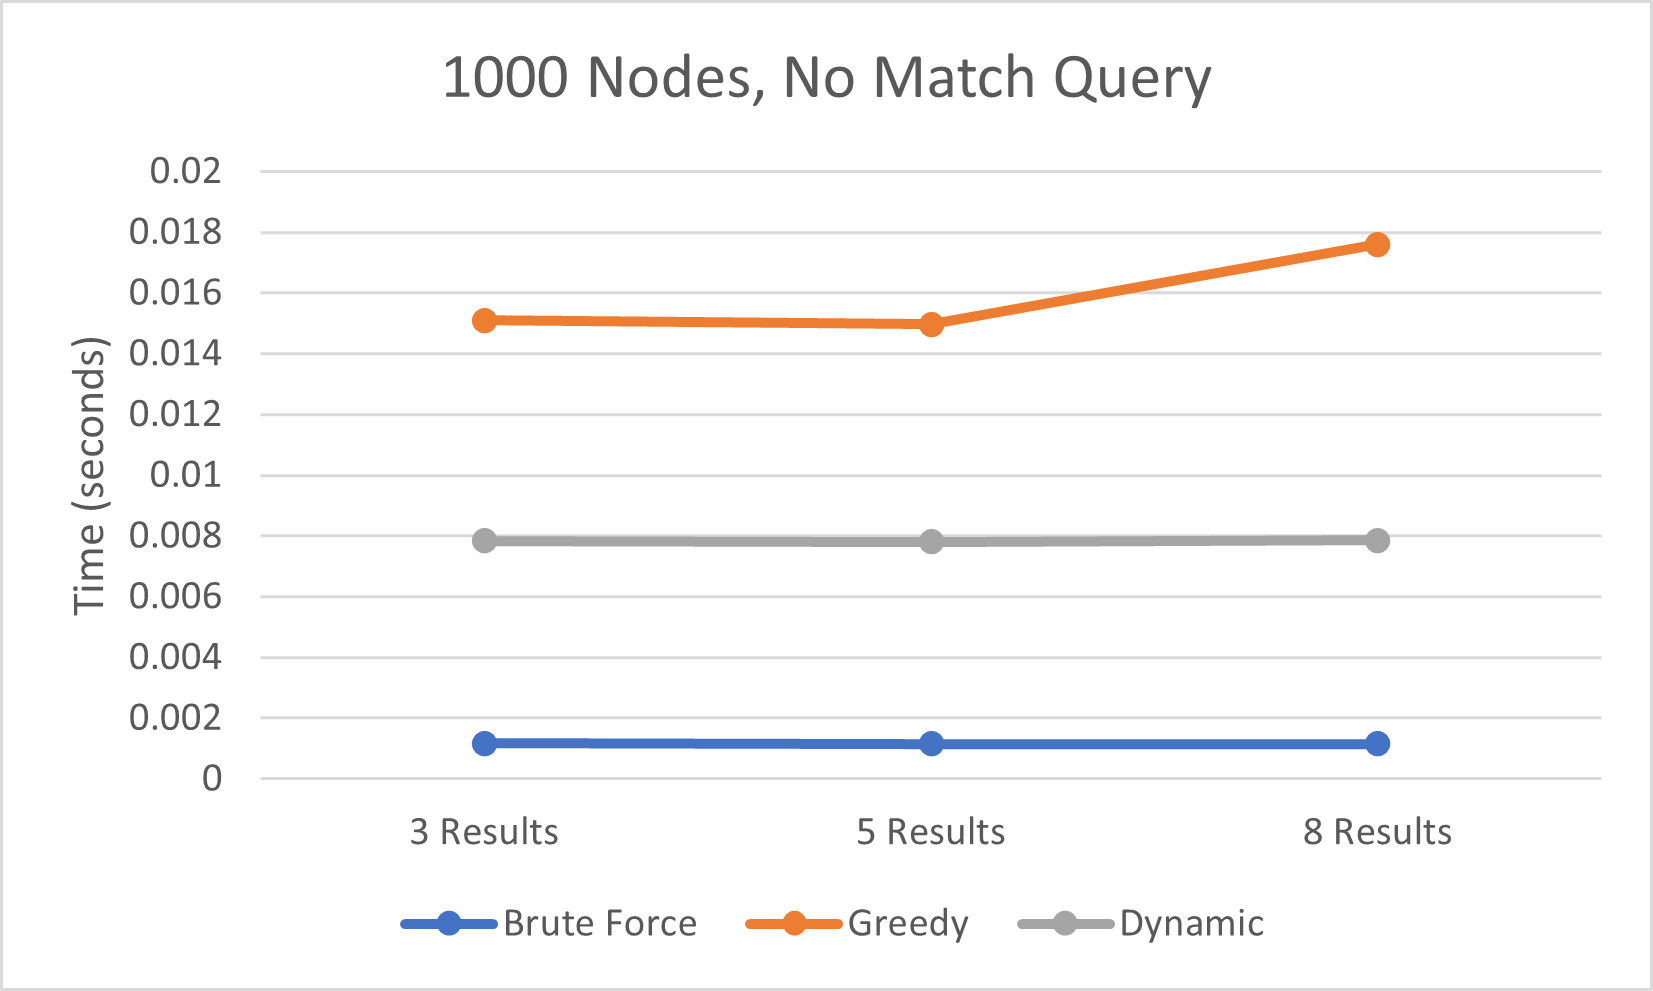 1000 Nodes, No Match Query
0.02
0.018
0.016
0.014
0.012
0.01
0.008
0.006
0.004
0.002
0
Time (seconds)
3 Results 5 Results 8 Results
Brute Force Greedy Dynamic